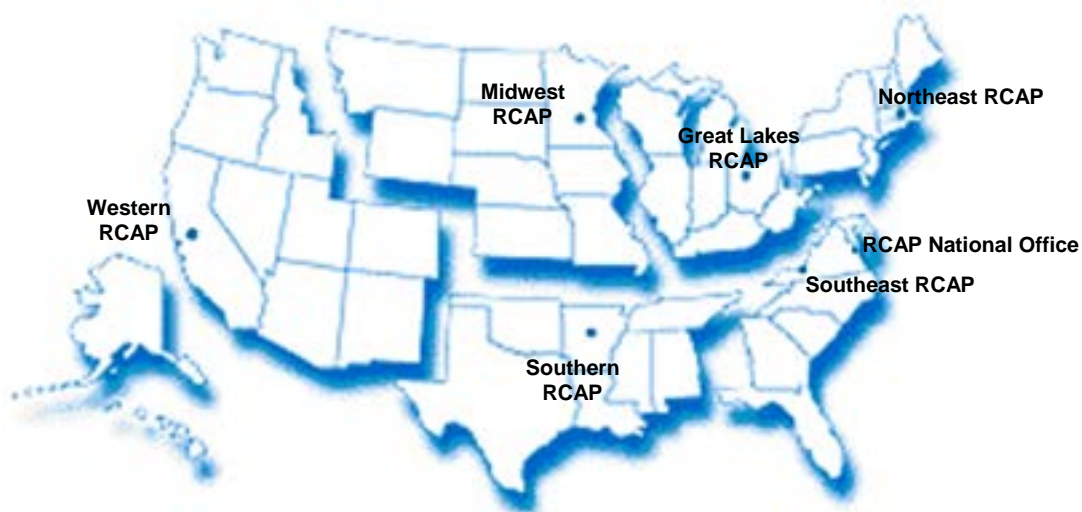 Midwest
RCAP
Northeast RCAP
Great Lakes
RCAP
Western
RCAP
RCAP National Office
Southeast RCAP
Southern
RCAP